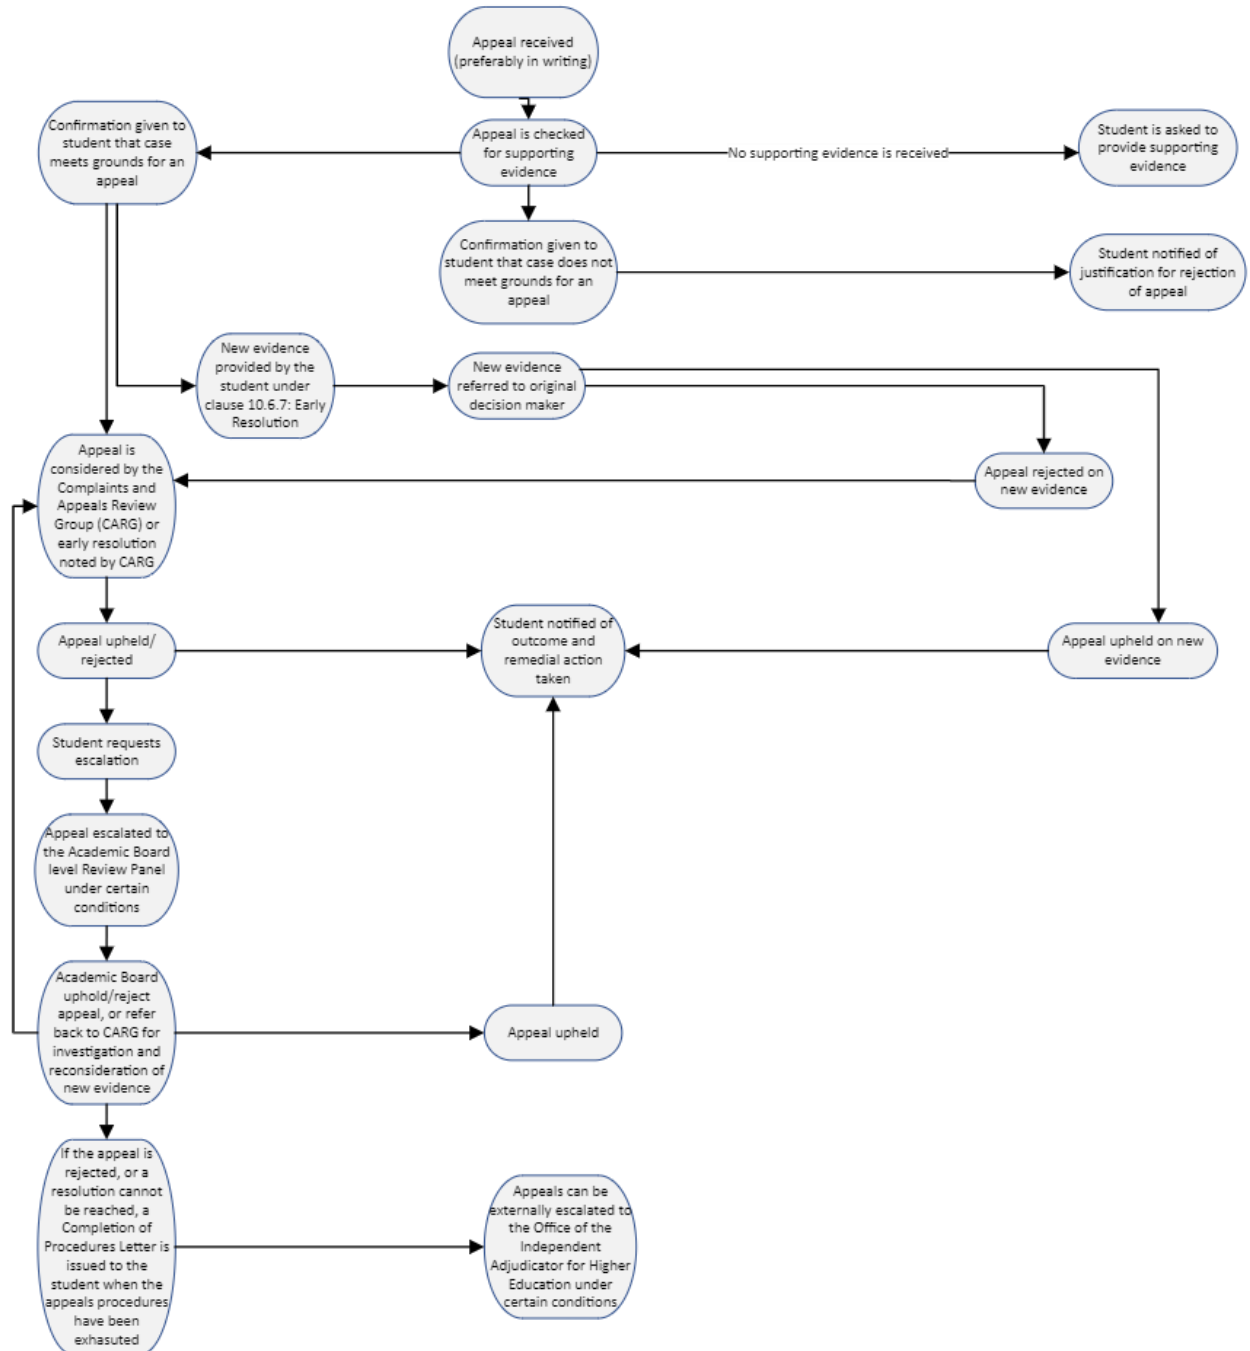 Appeal received
(preferably in writing)
Confirmation given to
student that case
meets grounds for an
appeal
Appeal is checked
for supporting
evidence
No supporting evidence is received
Student is asked to
provide supporting
evidence
Confirmation given to
student that case does not
meet grounds for an
appeal
Student notified of
justification for rejection
of appeal
New evidence
provided by the
student under
clause 10.6.7: Early
Resolution
New evidence
referred to original
decision maker
Appeal is
considered by the
Complaints and
Appeals Review
Group (CARG) or
early resolution
noted by CARG
Appeal rejected on
new evidence
Appeal upheld/
rejected
Student notified of
outcome and
remedial action
taken
Appeal upheld on new
evidence
Student requests
escalation
Appeal escalated to
the Academic Board
level Review Panel
under certain
conditions
Academic Board
uphold/reject
appeal, or refer
back to CARG for
investigation and
reconsideration of
new evidence
Appeal upheld
If the appeal is
rejected, or a
resolution cannot
be reached, a
Completion of
Procedures Letter is
issued to the
student when the
appeals procedures
have been
exhasuted
Appeals can be
externally escalated to
the Office of the
Independent
Adjudicator for Higher
Education under
certain conditions